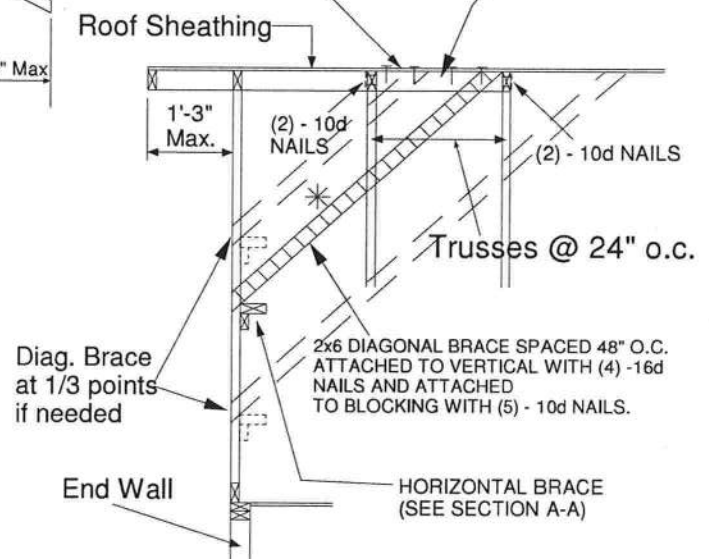 Roof Sheathing
" Max
1'-3"
Max.
(2) - 10d
NAILS
(2) - 10d NAILS
Trusses @ 24" o.c.
2x6 DIAGONAL BRACE SPACED 48" O.C.
ATTACHED TO VERTICAL WITH (4) -16d
NAILS AND ATTACHED
TO BLOCKING WITH (5) - 10d NAILS.
Diag. Brace
at 1/3 points
if needed
End Wall
HORIZONTAL BRACE
(SEE SECTION A-A)